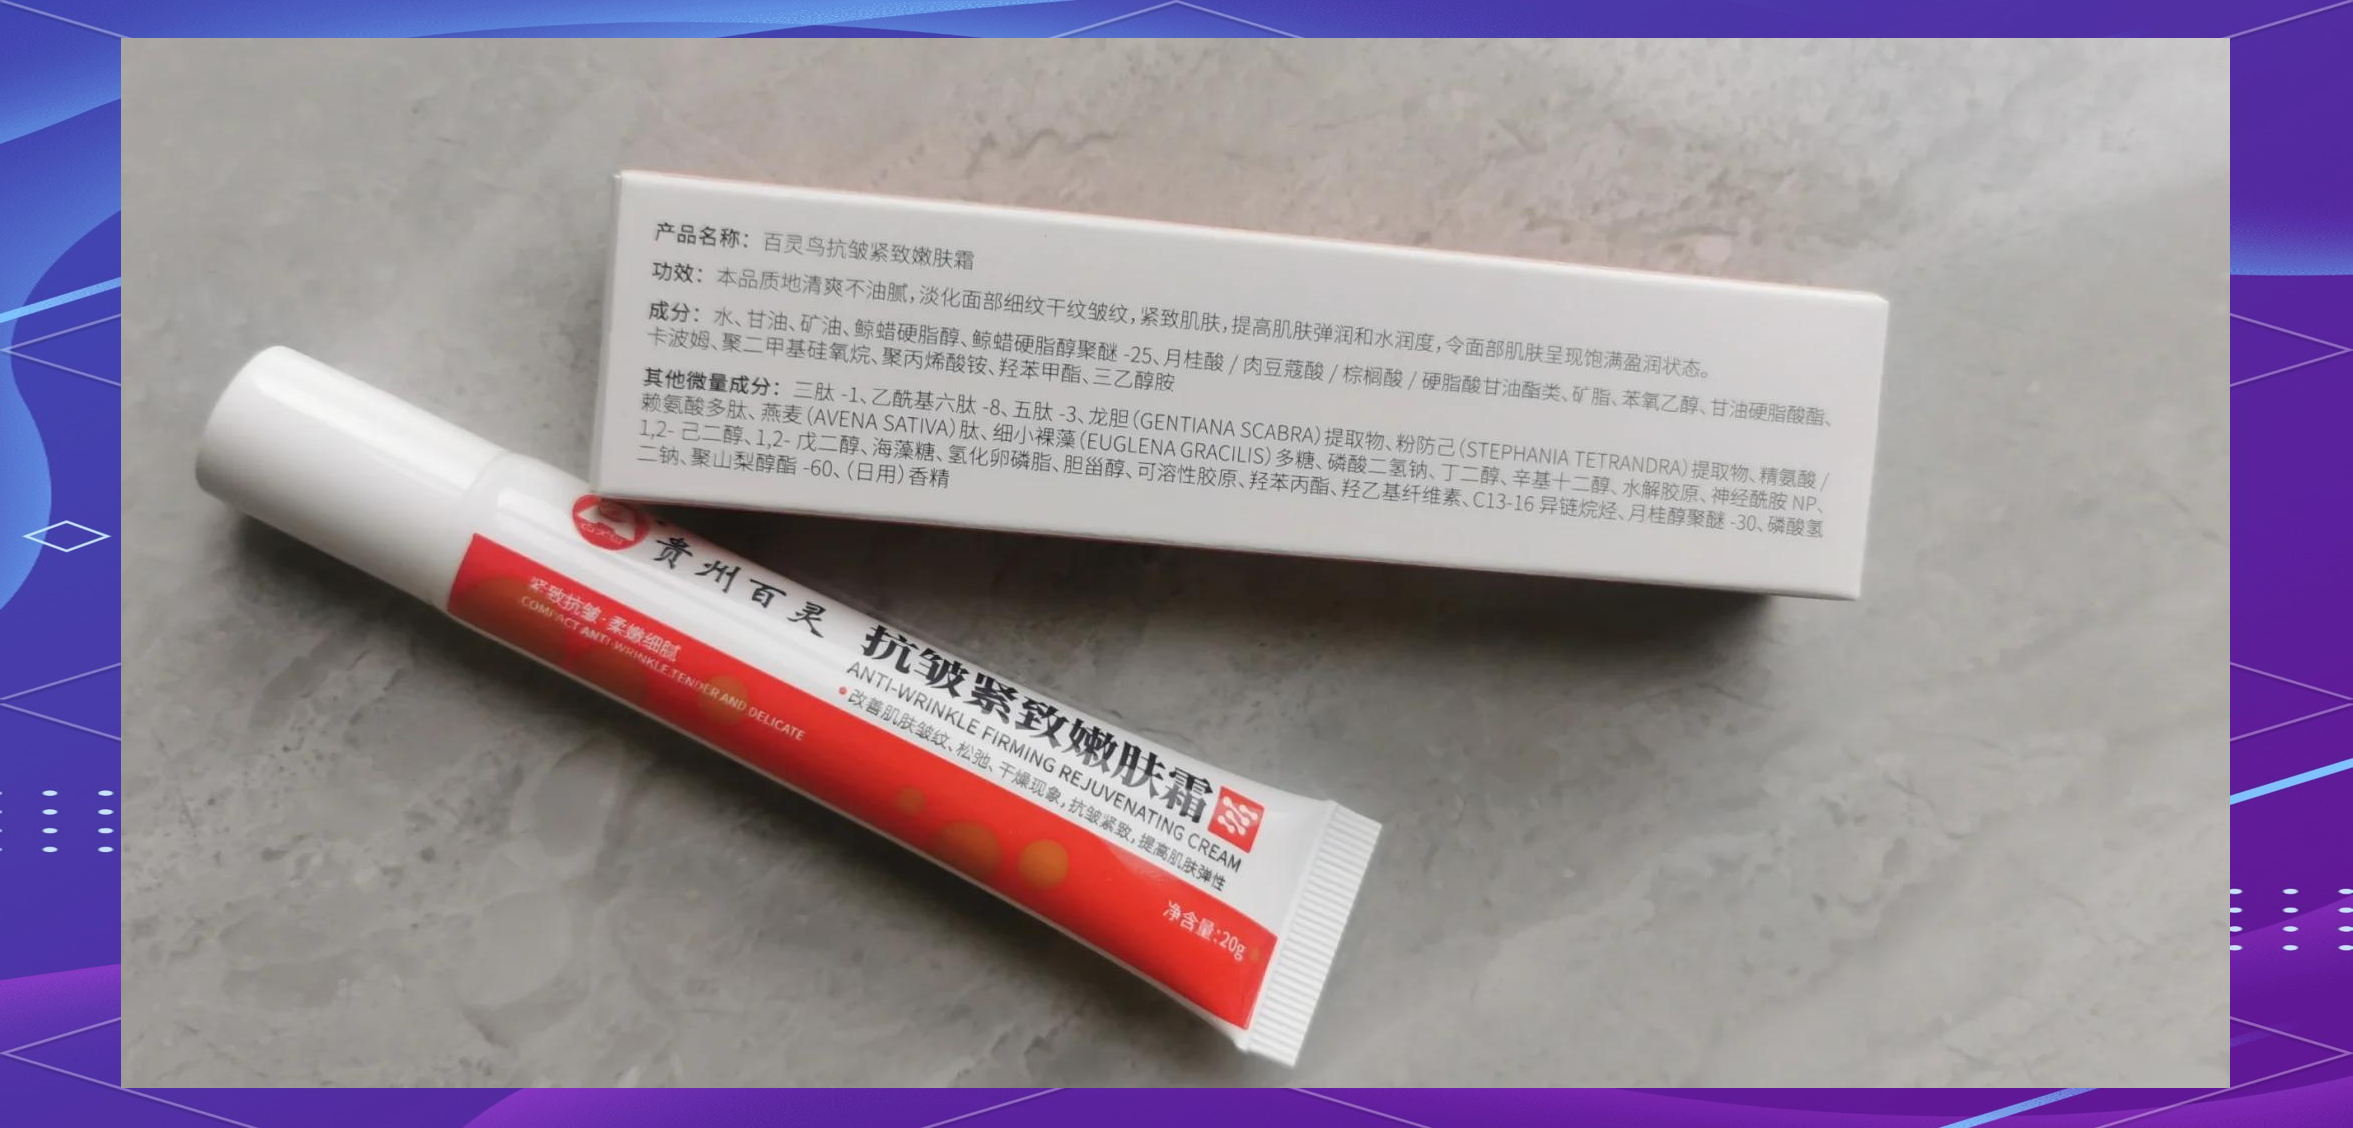 产品名称：百灵鸟抗皱紧致嫩肤霜
功效：本品质地清爽不油腻，淡化面部细纹干纹皱纹，紧致肌肤，提高肌肤弹润和水润度，令面部肌肤呈现饱满盈润状态。
成分：水、甘油、矿油、鲸蜡硬脂醇、鲸蜡硬脂醇聚醚 -25、月桂酸 / 肉豆蔻酸 / 棕榈酸 / 硬脂酸甘油酯类、矿脂、苯氧乙醇、甘油硬脂酸酯、
卡波姆、聚二甲基硅氧烷、聚丙烯酸铵、羟苯甲酯、三乙醇胺
其他微量成分：三肽 -1、乙酰基六肽 -8、五肽 -3、龙胆（GENTIANA SCABRA）提取物、粉防己（STEPHANIA TETRANDRA）提取物、精氨酸 /
赖氨酸多肽、燕麦（AVENA SATIVA）肽、细小裸藻（EUGLENA GRACILIS）多糖、磷酸二氢钠、丁二醇、辛基十二醇、水解胶原、神经酰胺 NP、
1,2- 己二醇、1,2- 戊二醇、海藻糖、氢化卵磷脂、胆甾醇、可溶性胶原、羟苯丙酯、羟乙基纤维素、C13-16 异链烷烃、月桂醇聚醚 -30、磷酸氢
二钠、聚山梨醇酯 -60、（日用）香精
贵州百灵
抗皱紧致嫩肤霜
ANTI-WRINKLE FIRMING REJUVENATING CREAM
改善肌肤皱纹、松弛、干燥现象，抗皱紧致，提高肌肤弹性
紧致抗皱·柔嫩细腻
COMPACT ANTI-WRINKLE,TENDER AND DELICATE
净含量：20g